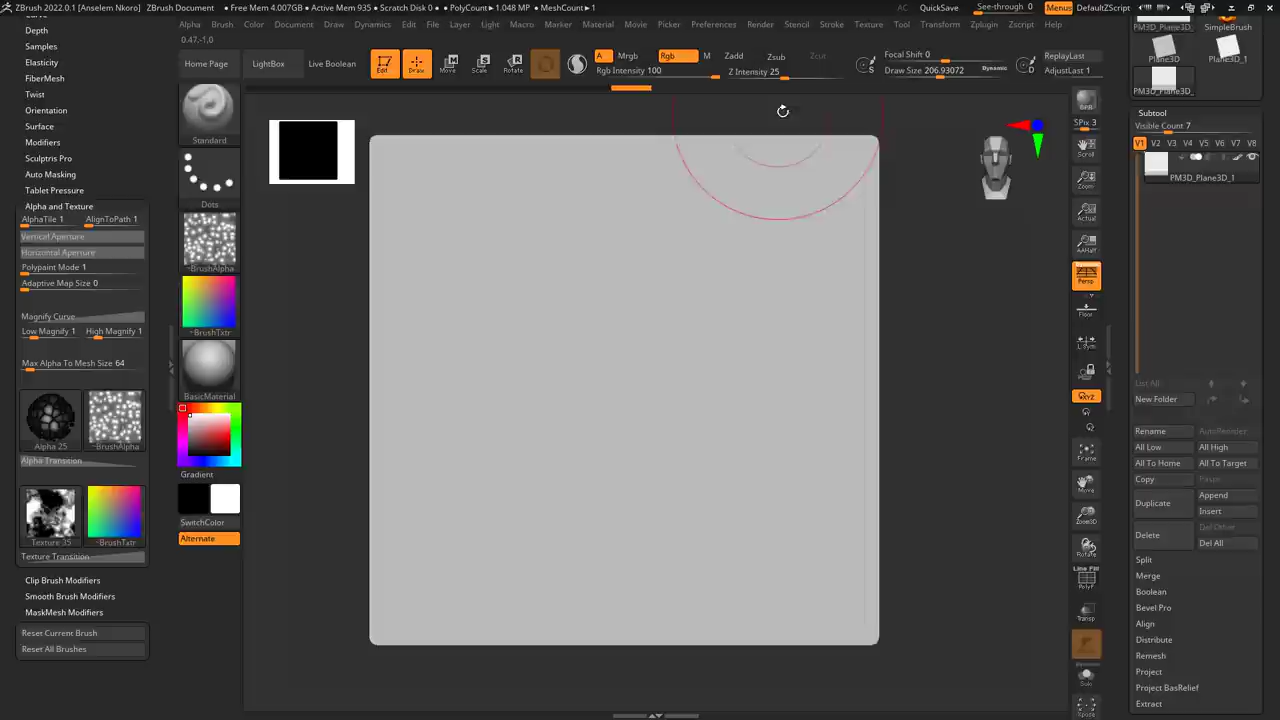 ZBrush 2022.0.1 [Anselem Nkoro]   ZBrush Document   • Free Mem 4.007GB • Active Mem 935 • Scratch Disk 0 • PolyCount▸1.048 MP • MeshCount▸1
AC QuickSave See-through 0 Menus DefaultZScript
Alpha Brush Color Document Draw Dynamics Edit File Layer Light Macro Marker Material Movie Picker Preferences Render Stencil Stroke Texture Tool Transform Zplugin Zscript Help
0.47,-1,0
Home Page LightBox Live Boolean
Edit Draw Move Scale Rotate
A Mrgb Rgb M Zadd Zsub Zcut
Rgb Intensity 100 Z Intensity 25
Focal Shift 0
Draw Size 206.93072 Dynamic
S D
ReplayLast
AdjustLast 1
Depth
Samples
Elasticity
FiberMesh
Twist
Orientation
Surface
Modifiers
Sculptris Pro
Auto Masking
Tablet Pressure
Alpha and Texture
AlphaTile 1 AlignToPath 1
Vertical Aperture
Horizontal Aperture
Polypaint Mode 1
Adaptive Map Size 0
Magnify Curve
Low Magnify 1 High Magnify 1
Max Alpha To Mesh Size 64
Alpha 25 ~BrushAlpha
Alpha Transition
Texture 35 ~BrushTxtr
Texture Transition
Clip Brush Modifiers
Smooth Brush Modifiers
MaskMesh Modifiers
Reset Current Brush
Reset All Brushes
Standard
Dots
~BrushAlpha
~BrushTxtr
BasicMaterial
Gradient
SwitchColor
Alternate
BPR
SPix 3
Scroll
Zoom
Actual
AAHalf
Persp
Floor
L.Sym
XYZ
Frame
Move
Zoom3D
Rotate
Line Fill
PolyF
Transp
Solo
Xpose
PM3D_Plane3D_ SimpleBrush
Plane3D Plane3D_1
PM3D_Plane3D_
Subtool
Visible Count 7
V1 V2 V3 V4 V5 V6 V7 V8
PM3D_Plane3D_1
List All
New Folder
Rename AutoReorder
All Low All High
All To Home All To Target
Copy Paste
Duplicate Append
Insert
Delete Del Other
Del All
Split
Merge
Boolean
Bevel Pro
Align
Distribute
Remesh
Project
Project BasRelief
Extract